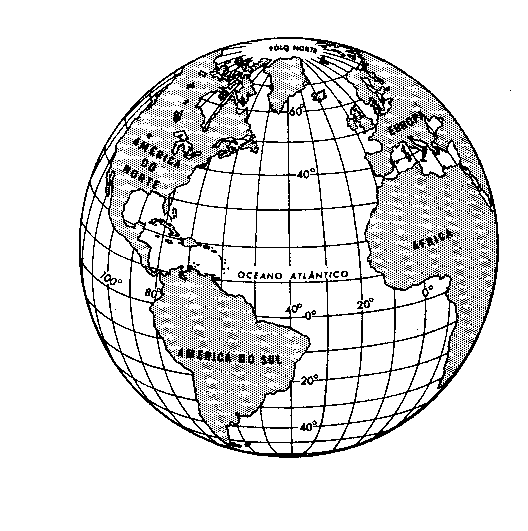 PÓLO NORTE
60°
EUROPA
AMÉRICA
DO
NORTE
40°
ÁFRICA
OCEANO ATLÂNTICO
100°
80°
40°
0°
20°
0°
AMÉRICA DO SUL
20°
40°